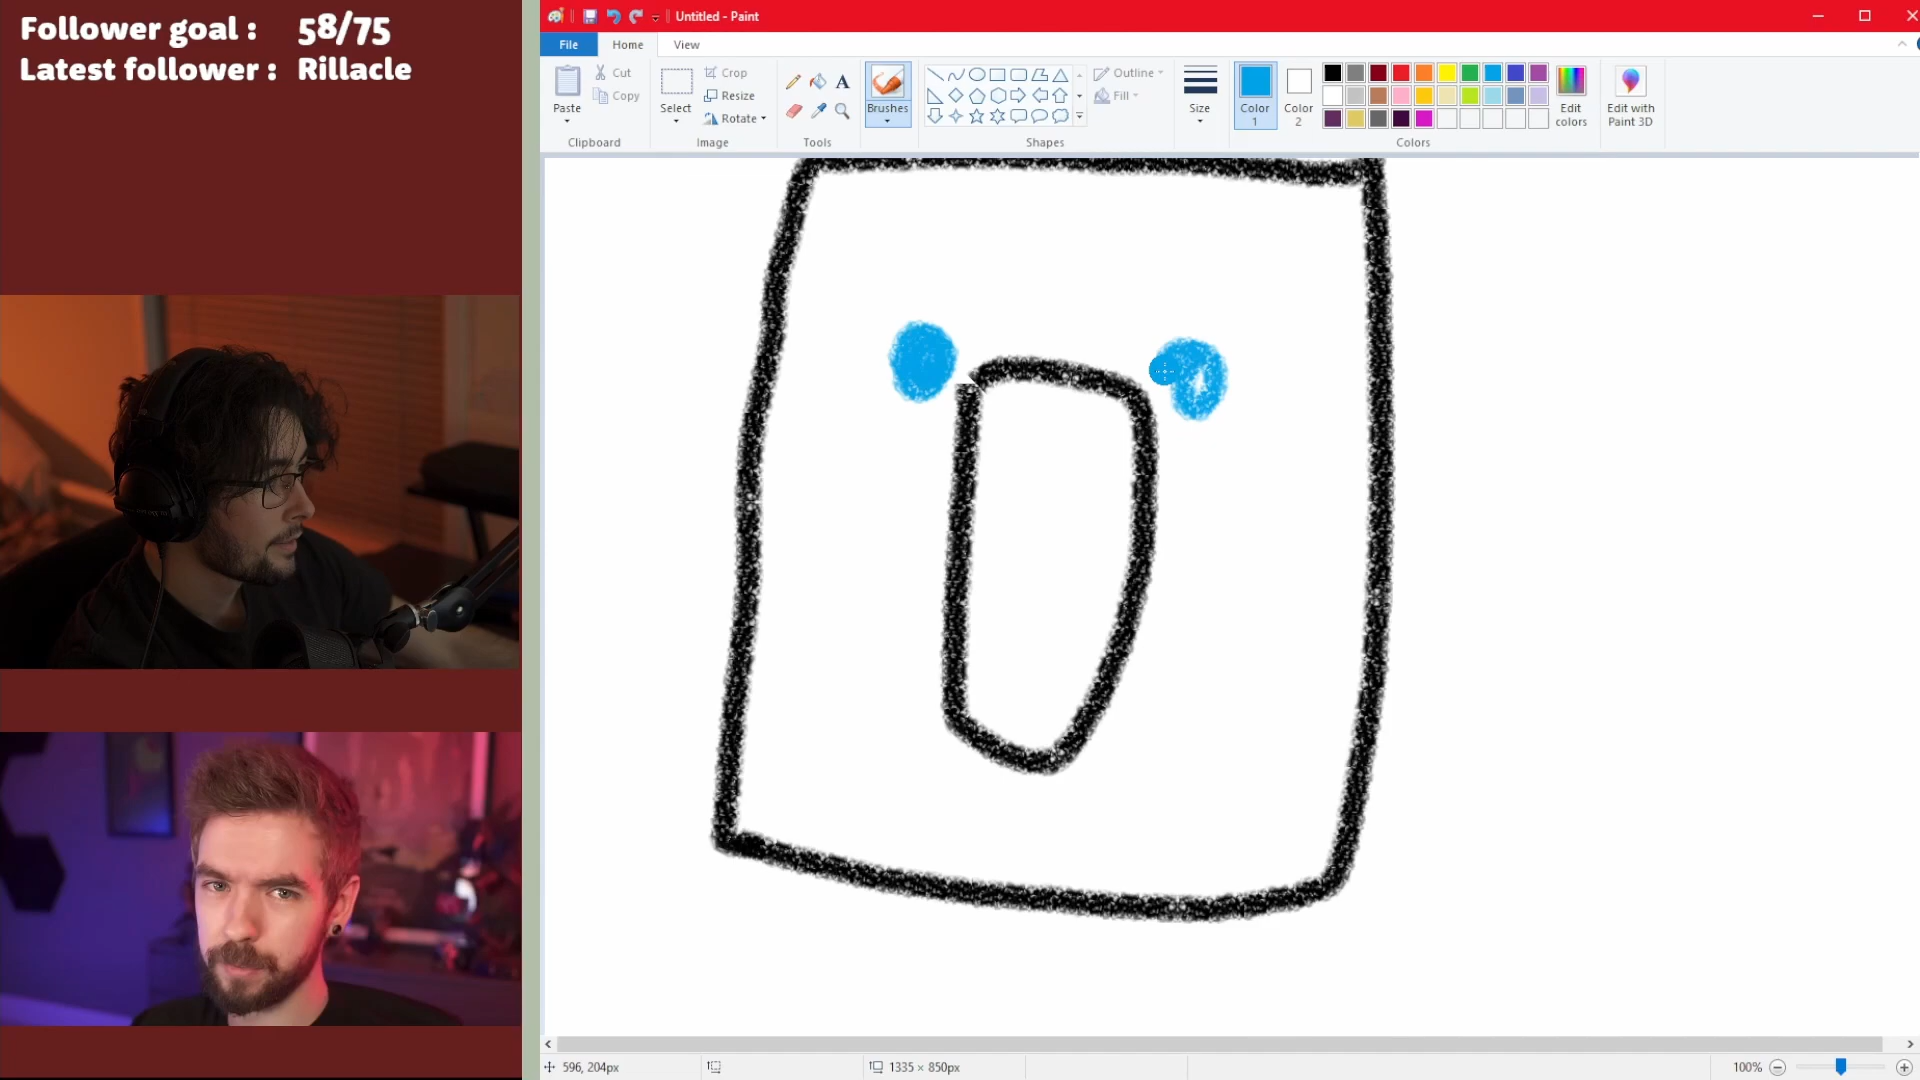 Follower goal : 58/75
Latest follower : Rillacle
Untitled - Paint
File Home View
Paste
Cut
Copy
Clipboard
Select
Crop
Resize
Rotate
Image
A
Tools
Brushes
Outline
Fill
Shapes
Size
Color 1
Color 2
Edit colors
Colors
Edit with Paint 3D
596, 204px
1335 × 850px
100%